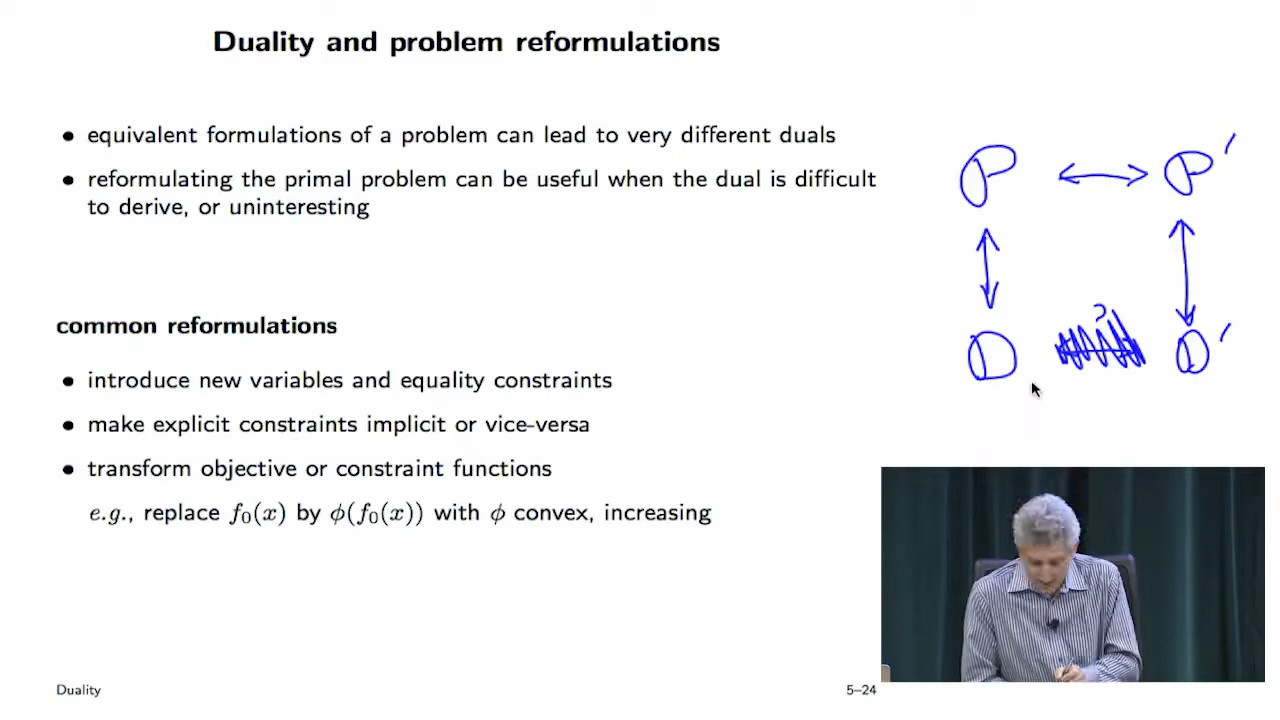 Duality and problem reformulations
• equivalent formulations of a problem can lead to very different duals
• reformulating the primal problem can be useful when the dual is difficult
to derive, or uninteresting
P ↔ P′
D ? D′
common reformulations
• introduce new variables and equality constraints
• make explicit constraints implicit or vice-versa
• transform objective or constraint functions
e.g., replace f₀(x) by ϕ(f₀(x)) with ϕ convex, increasing
Duality
5–24